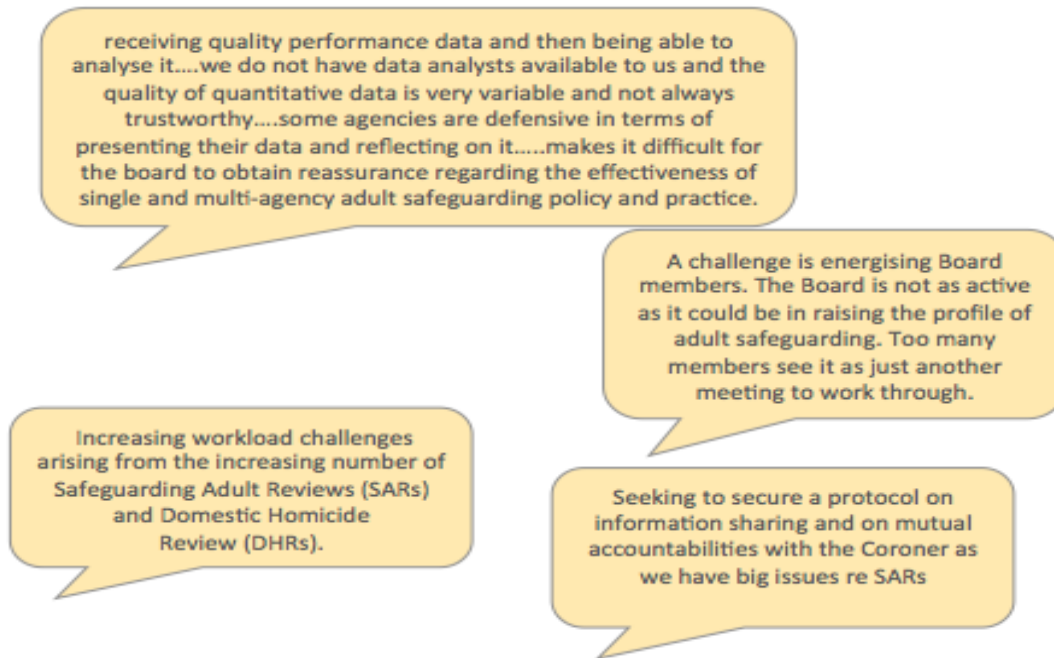 receiving quality performance data and then being able to
analyse it....we do not have data analysts available to us and the
quality of quantitative data is very variable and not always
trustworthy....some agencies are defensive in terms of
presenting their data and reflecting on it.....makes it difficult for
the board to obtain reassurance regarding the effectiveness of
single and multi-agency adult safeguarding policy and practice.
A challenge is energising Board
members. The Board is not as active
as it could be in raising the profile of
adult safeguarding. Too many
members see it as just another
meeting to work through.
Increasing workload challenges
arising from the increasing number of
Safeguarding Adult Reviews (SARs)
and Domestic Homicide
Review (DHRs).
Seeking to secure a protocol on
information sharing and on mutual
accountabilities with the Coroner as
we have big issues re SARs